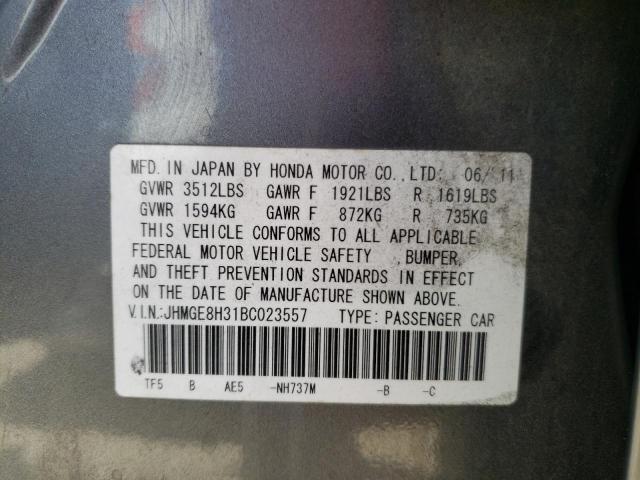 MFD. IN JAPAN BY HONDA MOTOR CO., LTD: 06/ 11
GVWR 3512LBS GAWR F 1921LBS R 1619LBS
GVWR 1594KG GAWR F 872KG R 735KG
THIS VEHICLE CONFORMS TO ALL APPLICABLE
FEDERAL MOTOR VEHICLE SAFETY ,BUMPER,
AND THEFT PREVENTION STANDARDS IN EFFECT
ON THE DATE OF MANUFACTURE SHOWN ABOVE.
V.I.N.:JHMGE8H31BC023557 TYPE: PASSENGER CAR
TF5 B AE5 -NH737M -B -C